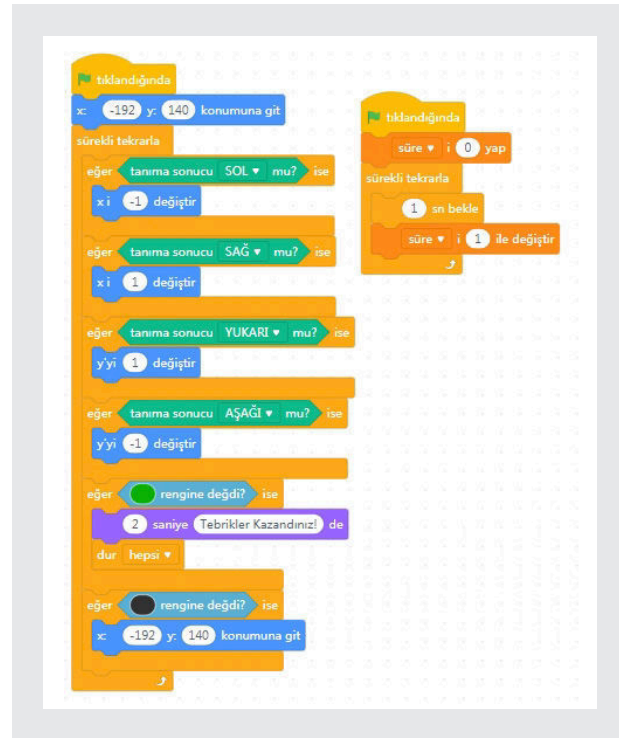 tıklandığında
x: -192 y: 140 konumuna git
sürekli tekrarla
eğer tanıma sonucu SOL mu? ise
x i -1 değiştir
eğer tanıma sonucu SAĞ mu? ise
x i 1 değiştir
eğer tanıma sonucu YUKARI mu? ise
y'yi 1 değiştir
eğer tanıma sonucu AŞAĞI mu? ise
y'yi -1 değiştir
eğer rengine değdi? ise
2 saniye Tebrikler Kazandınız! de
dur hepsi
eğer rengine değdi? ise
x: -192 y: 140 konumuna git
tıklandığında
süre i 0 yap
sürekli tekrarla
1 sn bekle
süre i 1 ile değiştir